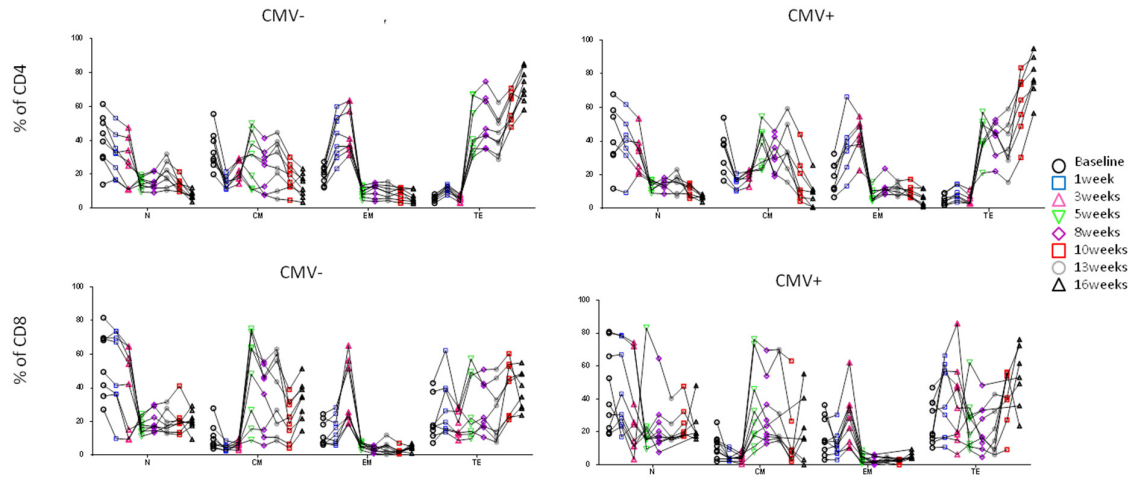 CMV-
,
CMV+
% of CD4
100
80
60
40
20
0
N
CM
EM
TE
100
80
60
40
20
0
N
CM
EM
TE
Baseline
1week
3weeks
5weeks
8weeks
10weeks
13weeks
16weeks
CMV-
CMV+
% of CD8
100
80
60
40
20
0
N
CM
EM
TE
100
80
60
40
20
0
N
CM
EM
TE